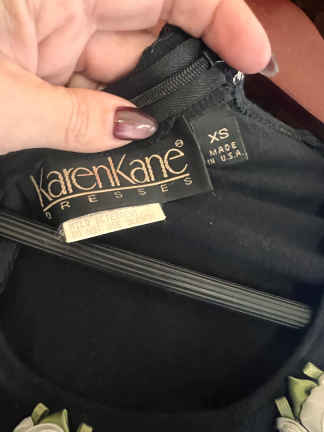 KarenKane®
DRESSES
XS
MADE
IN U.S.A.